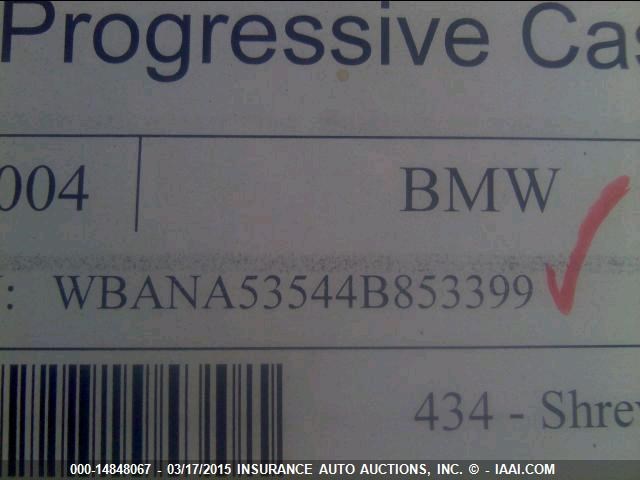 Progressive Cas
004 BMW
: WBANA53544B853399
434 - Shrev
000-14848067 - 03/17/2015 INSURANCE AUTO AUCTIONS, INC. © - IAAI.COM